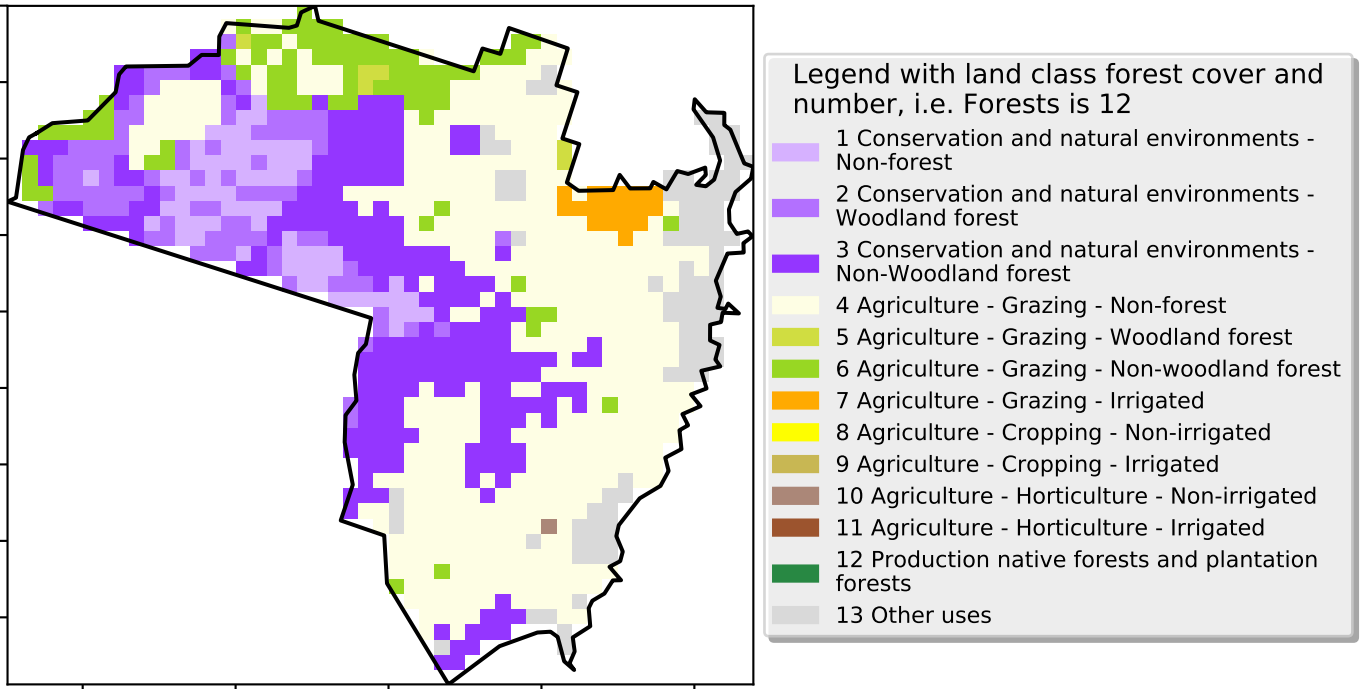 Legend with land class forest cover and
number, i.e. Forests is 12
1 Conservation and natural environments -
Non-forest
2 Conservation and natural environments -
Woodland forest
3 Conservation and natural environments -
Non-Woodland forest
4 Agriculture - Grazing - Non-forest
5 Agriculture - Grazing - Woodland forest
6 Agriculture - Grazing - Non-woodland forest
7 Agriculture - Grazing - Irrigated
8 Agriculture - Cropping - Non-irrigated
9 Agriculture - Cropping - Irrigated
10 Agriculture - Horticulture - Non-irrigated
11 Agriculture - Horticulture - Irrigated
12 Production native forests and plantation
forests
13 Other uses